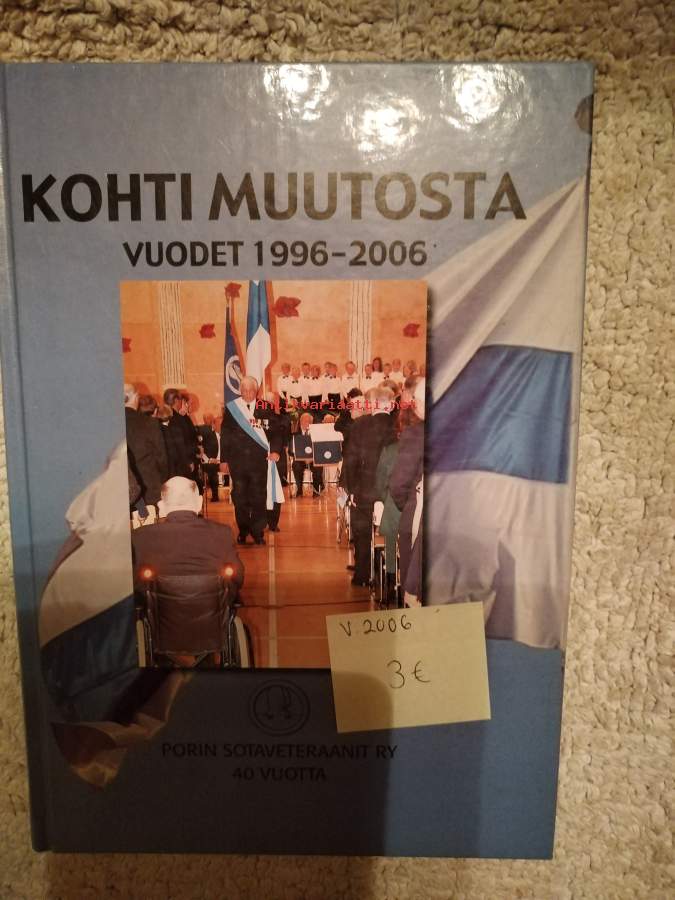 KOHTI MUUTOSTA
VUODET 1996-2006
Antikvariaatti.net
V. 2006
3 €
PORIN SOTAVETERAANIT RY
40 VUOTTA